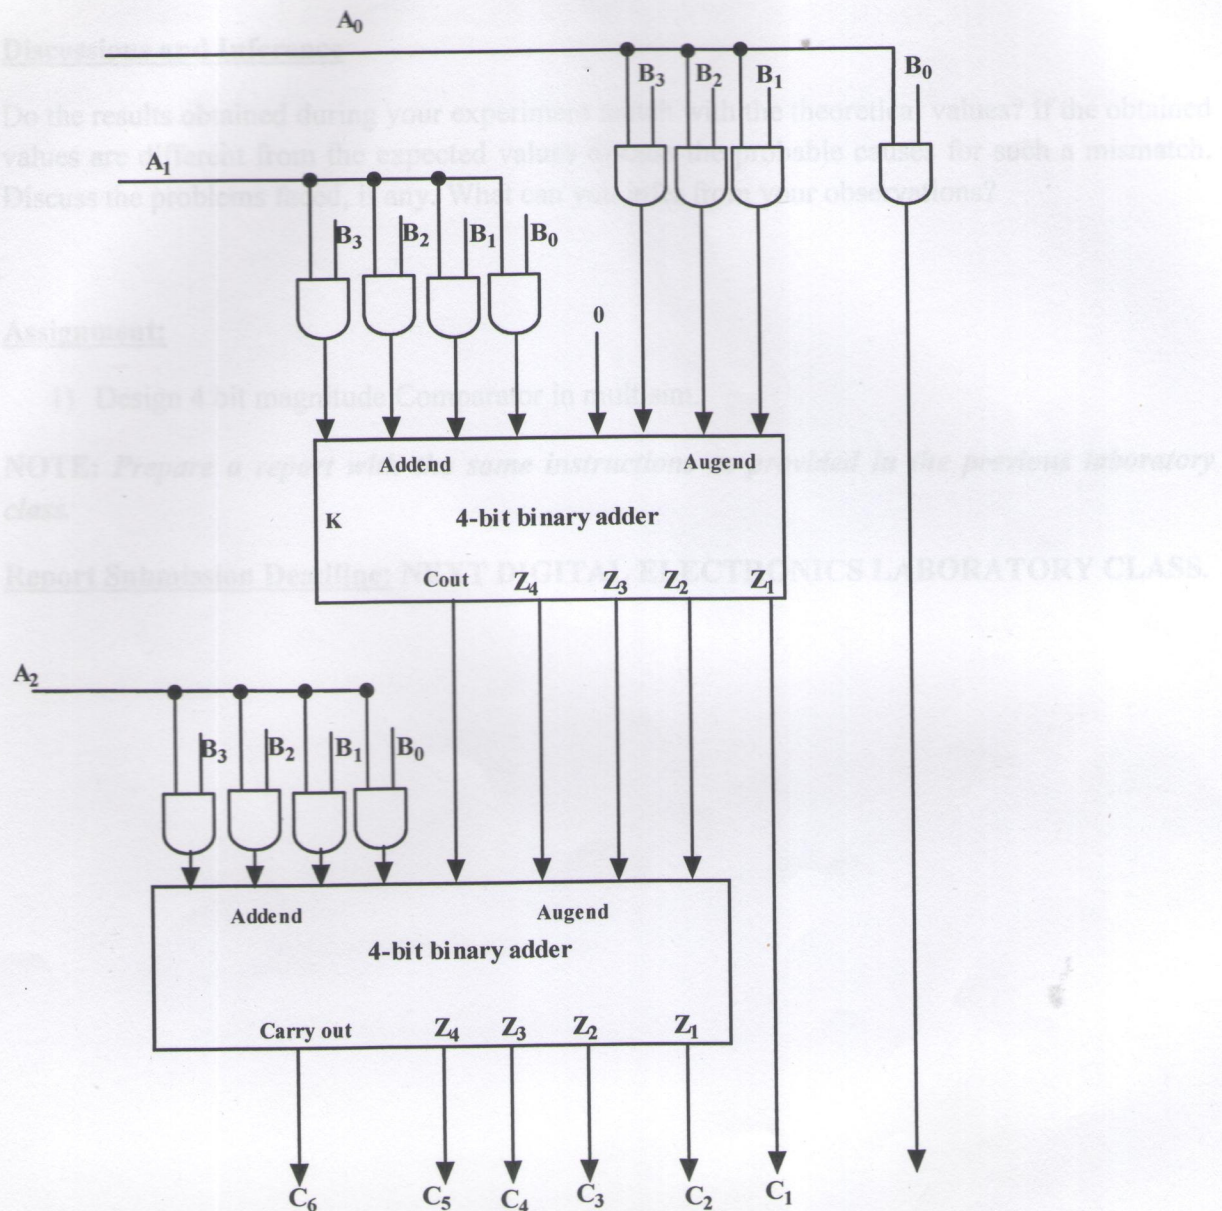 A0
Discussions and Inference
B3 B2 B1 B0
Do the results obtained during your experiment match with the theoretical values? If the obtained
values are different from the expected values the probable causes for such a mismatch.
A1
Discuss the problems faced, if any. What can you from your observations?
B3 B2 B1 B0
0
Assignment:
1) Design 4 bit magnitude Comparator in multisim.
Addend Augend
NOTE: Prepare a report with the same instructions provided in the previous laboratory
class.
K 4-bit binary adder
Report Submission Deadline: NEXT DIGITAL ELECTRONICS LABORATORY CLASS.
Cout Z4 Z3 Z2 Z1
A2
B3 B2 B1 B0
Addend Augend
4-bit binary adder
Carry out Z4 Z3 Z2 Z1
C6 C5 C4 C3 C2 C1